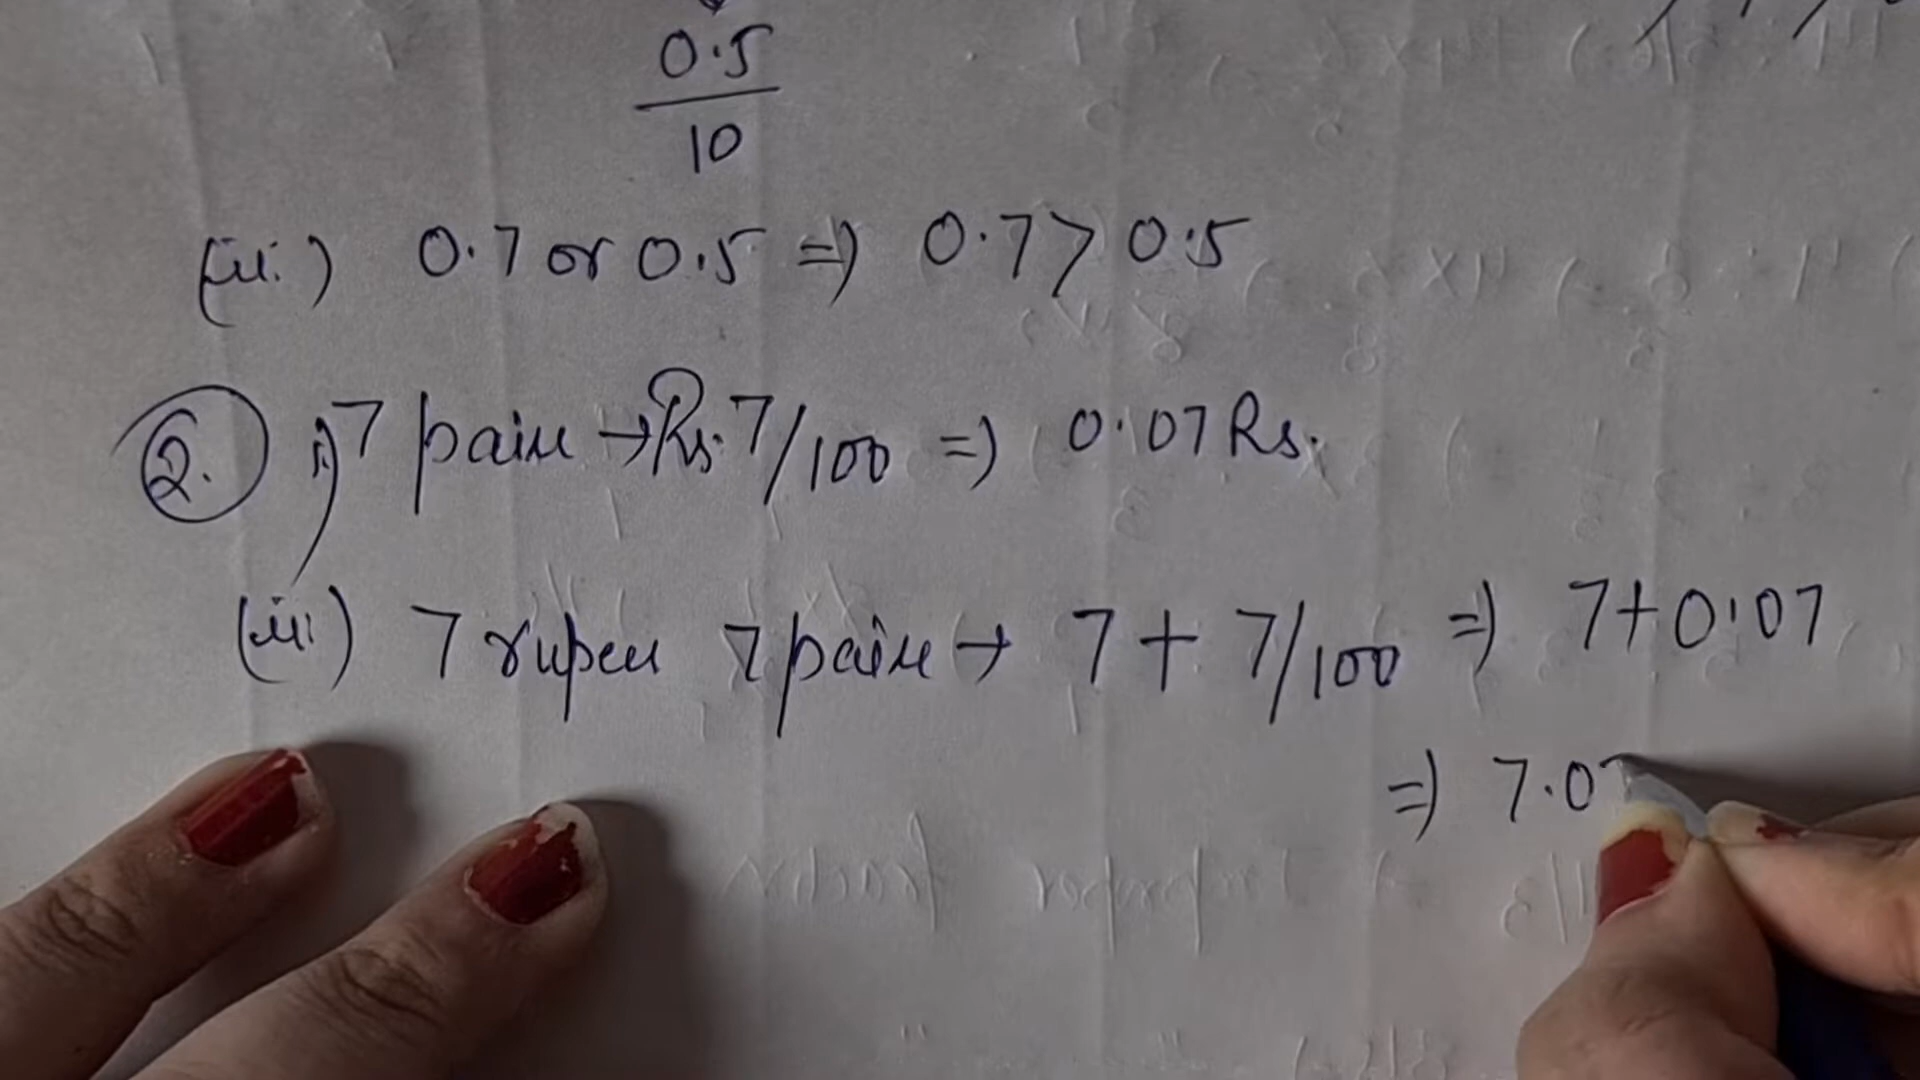 0.5
10
(iii.) 0.7 or 0.5 => 0.7 > 0.5
2. i) 7 paise → Rs. 7/100 => 0.07 Rs.
(iii) 7 rupees 7 paise → 7 + 7/100 => 7+0.07
=> 7.07